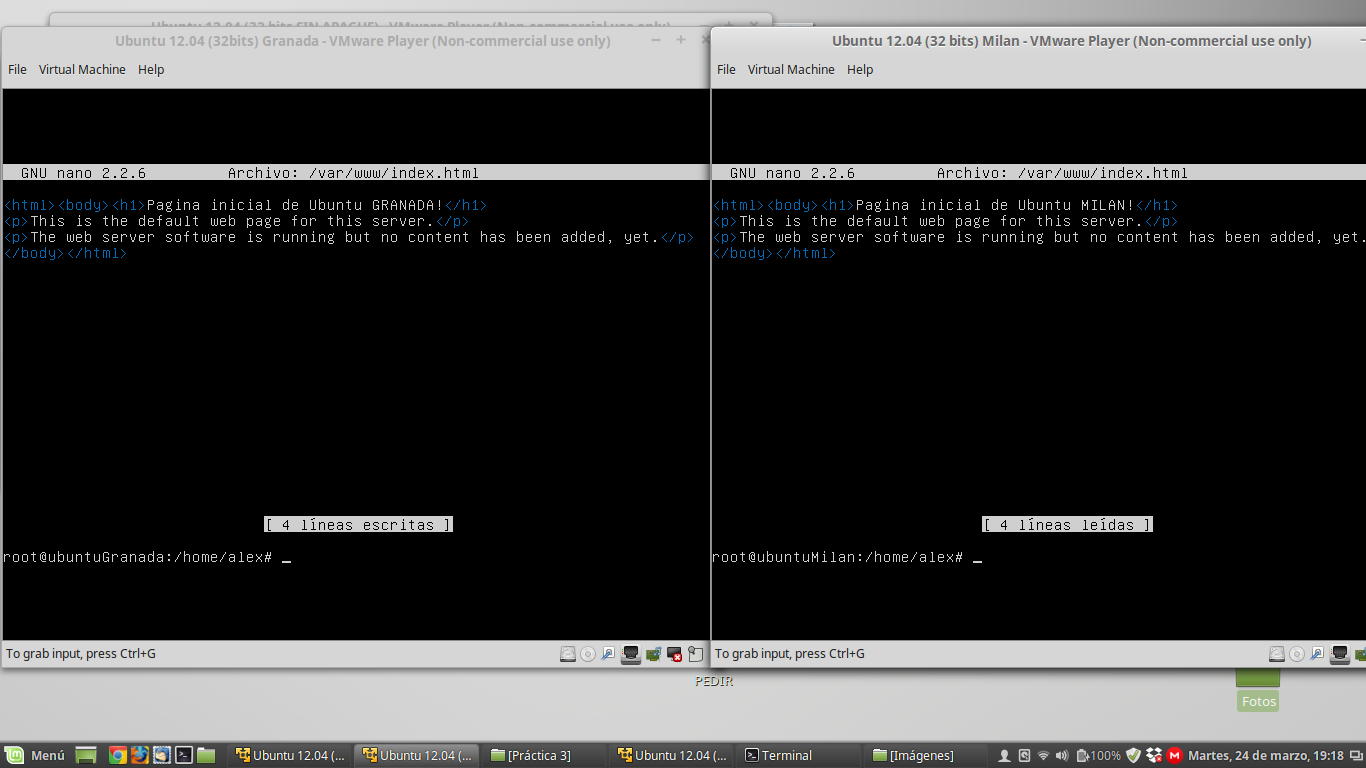 Ubuntu 12.04 (32 bits SIN APACHE) - VMware Player (Non-commercial use only)
Ubuntu 12.04 (32bits) Granada - VMware Player (Non-commercial use only)
File Virtual Machine Help
GNU nano 2.2.6 Archivo: /var/www/index.html
<html><body><h1>Pagina inicial de Ubuntu GRANADA!</h1>
<p>This is the default web page for this server.</p>
<p>The web server software is running but no content has been added, yet.</p>
</body></html>
[ 4 líneas escritas ]
root@ubuntuGranada:/home/alex# _
To grab input, press Ctrl+G
Ubuntu 12.04 (32 bits) Milan - VMware Player (Non-commercial use only)
File Virtual Machine Help
GNU nano 2.2.6 Archivo: /var/www/index.html
<html><body><h1>Pagina inicial de Ubuntu MILAN!</h1>
<p>This is the default web page for this server.</p>
<p>The web server software is running but no content has been added, yet.
</body></html>
[ 4 líneas leídas ]
root@ubuntuMilan:/home/alex# _
To grab input, press Ctrl+G
PEDIR
Fotos
Menú Ubuntu 12.04 (... Ubuntu 12.04 (... [Práctica 3] Ubuntu 12.04 (... Terminal [Imágenes] 100% Martes, 24 de marzo, 19:18